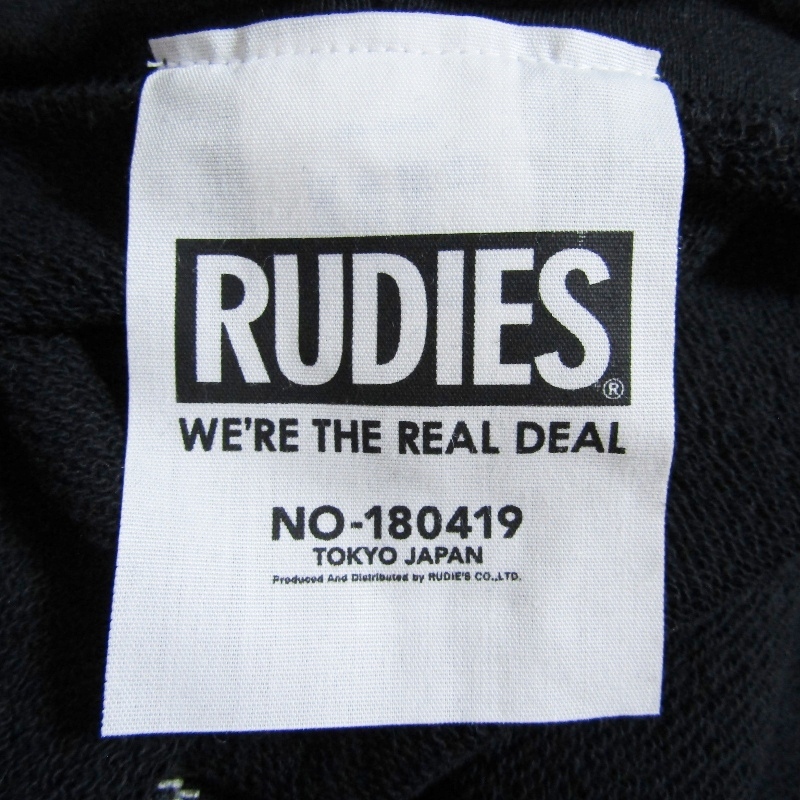 RUDIES®
WE'RE THE REAL DEAL
NO-180419
TOKYO JAPAN
Produced And Distributed by RUDIE'S CO.,LTD.